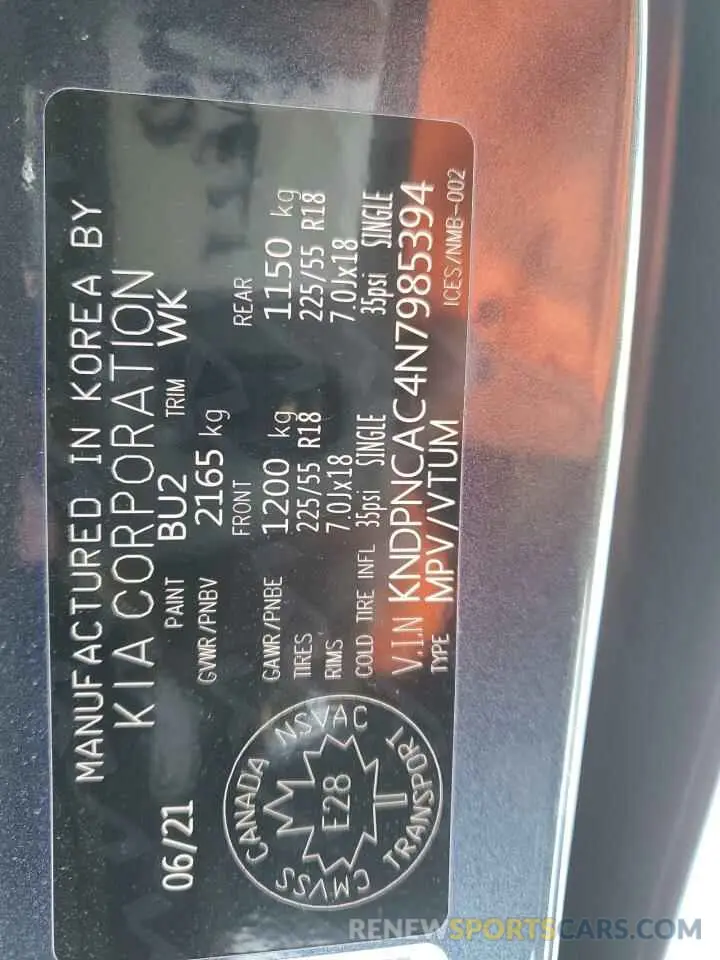 MANUFACTURED IN KOREA BY
06/21 KIA CORPORATION
PAINT BU2 TRIM WK
GVWR/PNBV 2165 kg
FRONT REAR
GAWR/PNBE 1200 kg 1150 kg
TIRES 225/55 R18 225/55 R18
RIMS 7.0Jx18 7.0Jx18
COLD TIRE INFL 35psi SINGLE 35psi SINGLE
V.I.N KNDPNCAC4N7985394
TYPE MPV/VTUM ICES/NMB-002
CANADA NSVAC
E28
CMVSS TRANSPORT
RENEWSPORTSCARS.COM